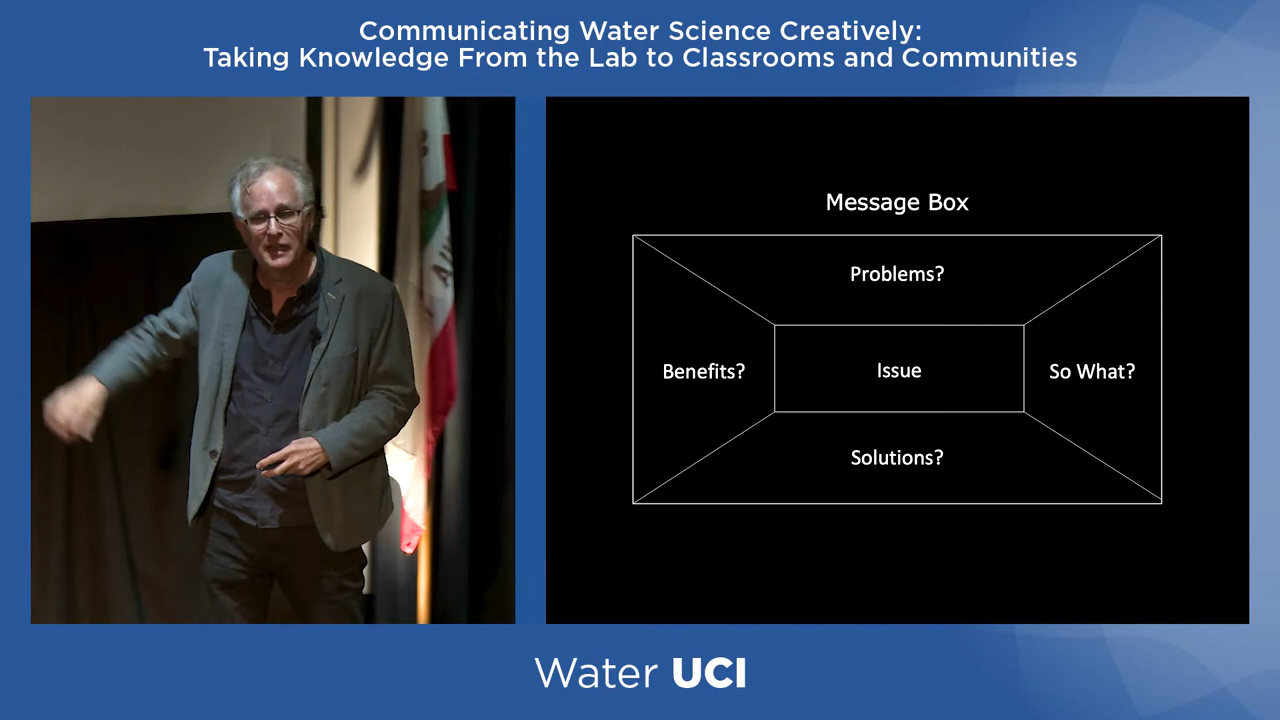 Communicating Water Science Creatively:
Taking Knowledge From the Lab to Classrooms and Communities
Message Box
Problems?
Benefits?
Issue
So What?
Solutions?
Water UCI